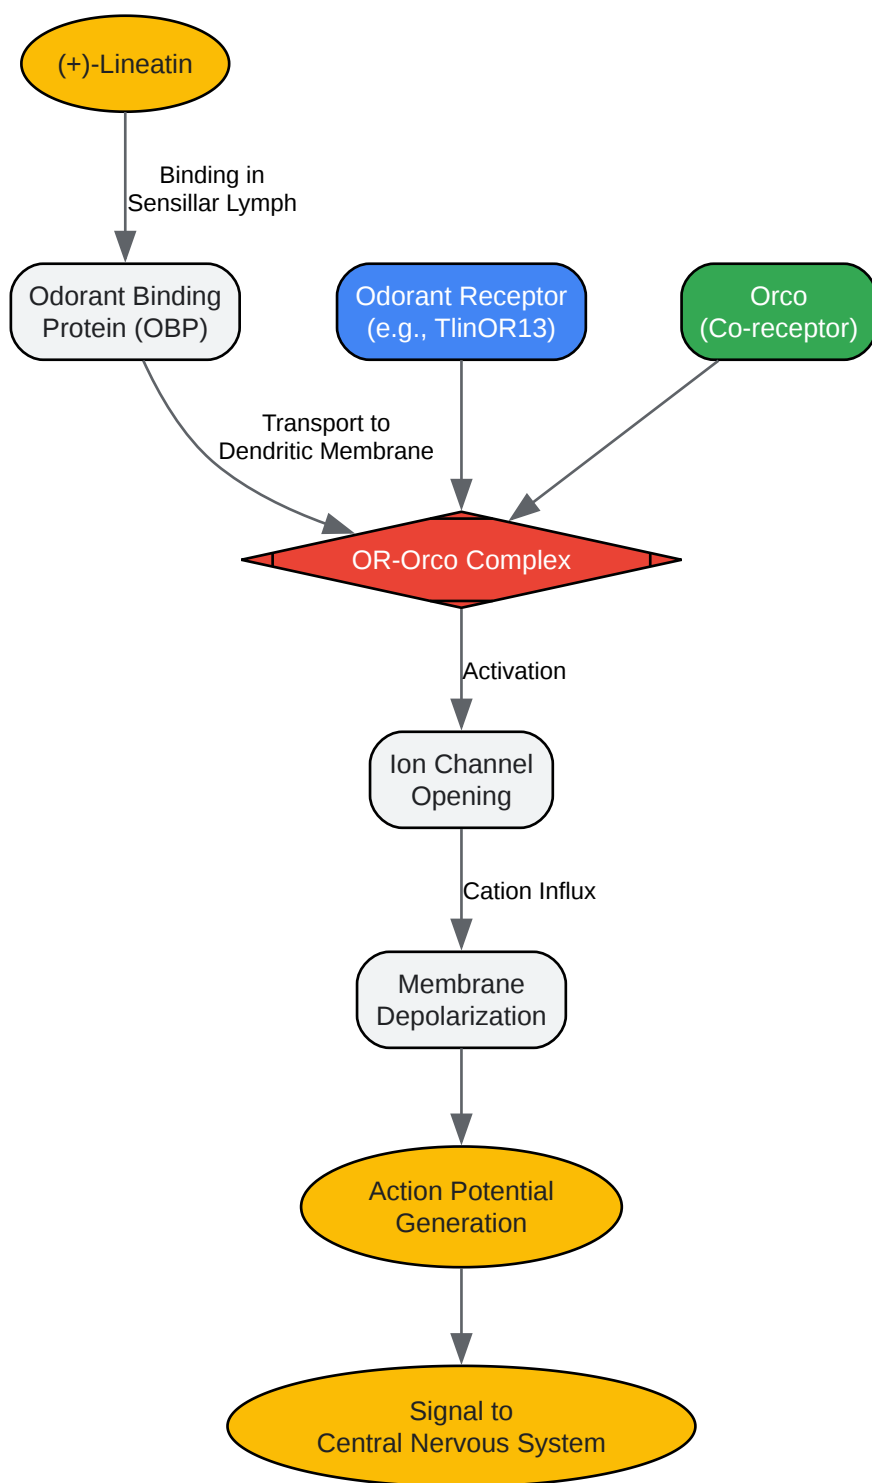 (+)-Lineatin
Binding in
Sensillar Lymph
Odorant Binding
Protein (OBP)
Odorant Receptor
(e.g., TlinOR13)
Orco
(Co-receptor)
Transport to
Dendritic Membrane
OR-Orco Complex
Activation
Ion Channel
Opening
Cation Influx
Membrane
Depolarization
Action Potential
Generation
Signal to
Central Nervous System